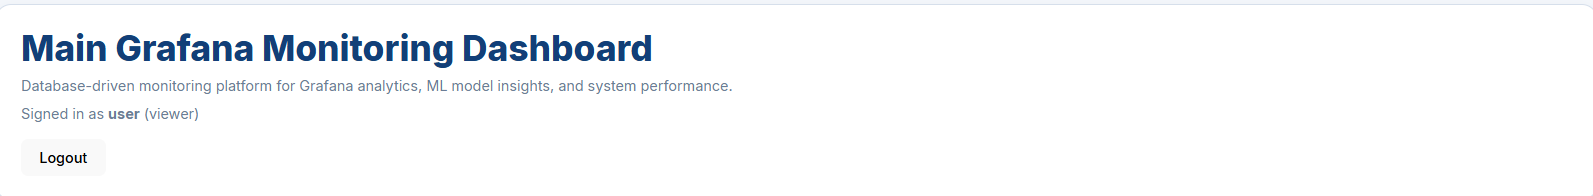 Main Grafana Monitoring Dashboard
Database-driven monitoring platform for Grafana analytics, ML model insights, and system performance.
Signed in as user (viewer)
Logout